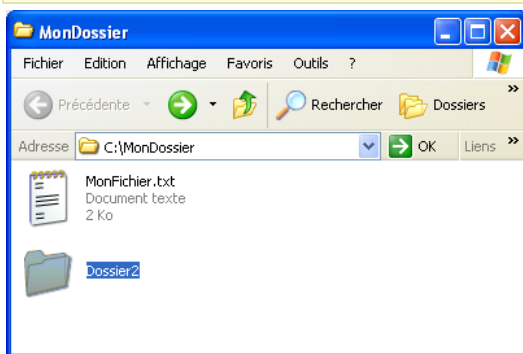 MonDossier
Fichier Edition Affichage Favoris Outils ?
Précédente Rechercher Dossiers »
Adresse C:\MonDossier OK Liens »
MonFichier.txt
Document texte
2 Ko
Dossier2